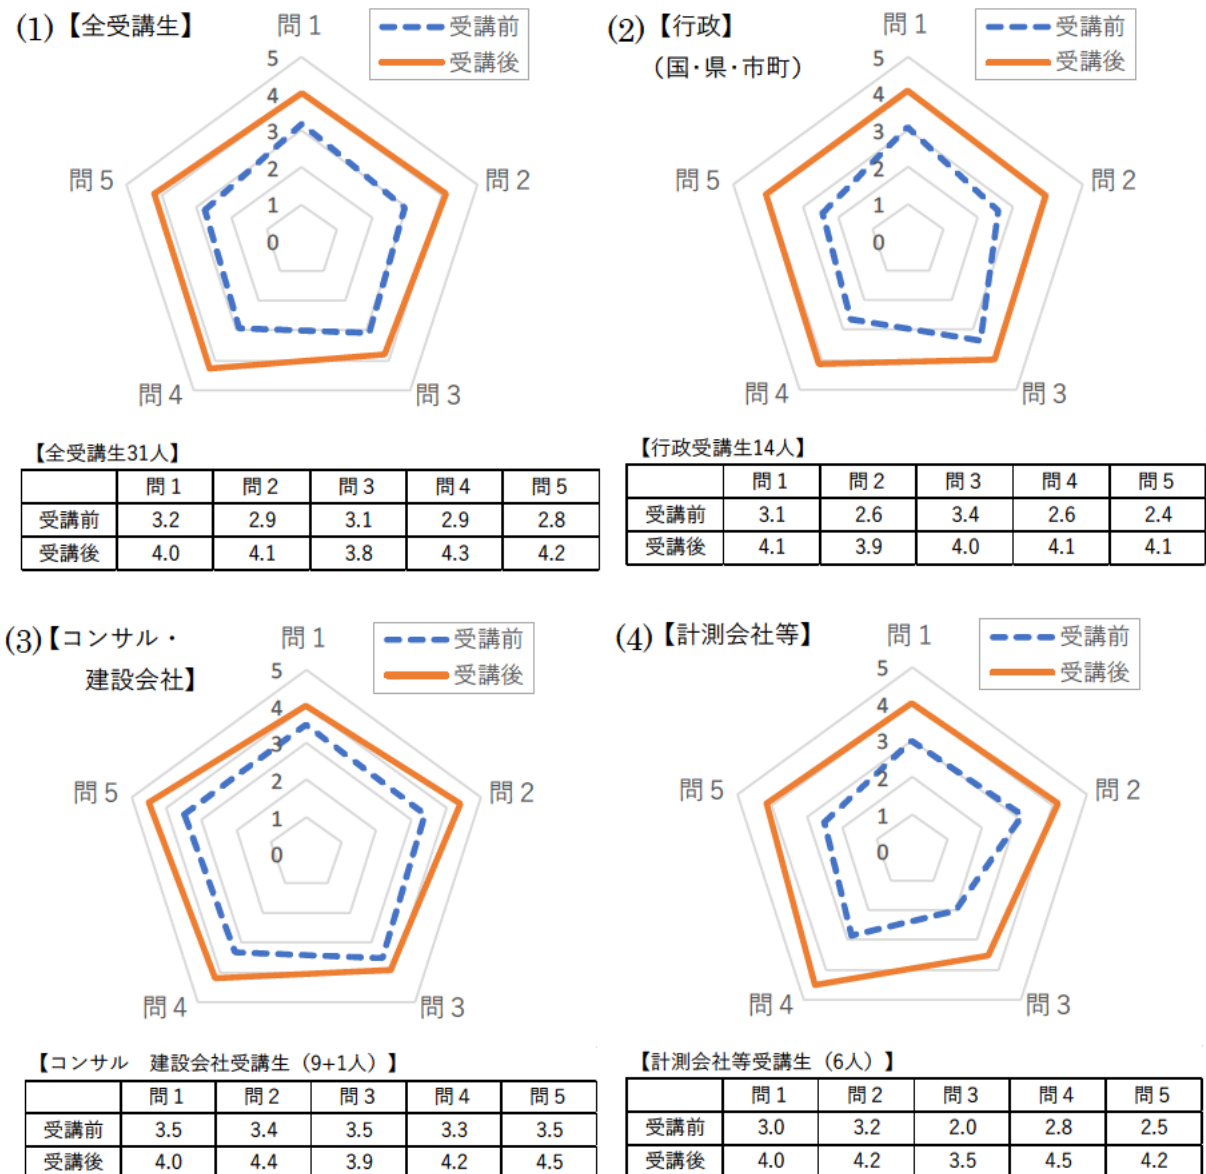 (1)【全受講生】
問１
受講前
受講後
5
4
3
2
1
0
問５
問２
問４
問３
【全受講生31人】
問１ 問２ 問３ 問４ 問５
受講前 3.2 2.9 3.1 2.9 2.8
受講後 4.0 4.1 3.8 4.3 4.2
(2)【行政】
（国･県･市町）
問１
受講前
受講後
5
4
3
2
1
0
問５
問２
問４
問３
【行政受講生14人】
問１ 問２ 問３ 問４ 問５
受講前 3.1 2.6 3.4 2.6 2.4
受講後 4.1 3.9 4.0 4.1 4.1
(3)【コンサル・
建設会社】
問１
受講前
受講後
5
4
3
2
1
0
問５
問２
問４
問３
【コンサル　建設会社受講生（9+1人）】
問１ 問２ 問３ 問４ 問５
受講前 3.5 3.4 3.5 3.3 3.5
受講後 4.0 4.4 3.9 4.2 4.5
(4)【計測会社等】
問１
受講前
受講後
5
4
3
2
1
0
問５
問２
問４
問３
【計測会社等受講生（6人）】
問１ 問２ 問３ 問４ 問５
受講前 3.0 3.2 2.0 2.8 2.5
受講後 4.0 4.2 3.5 4.5 4.2